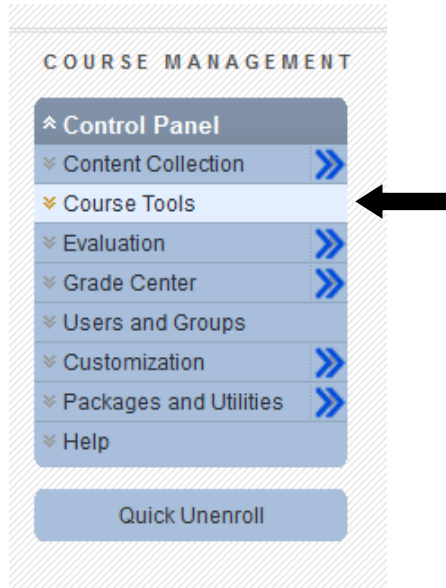 COURSE MANAGEMENT
Control Panel
Content Collection
Course Tools
Evaluation
Grade Center
Users and Groups
Customization
Packages and Utilities
Help
Quick Unenroll